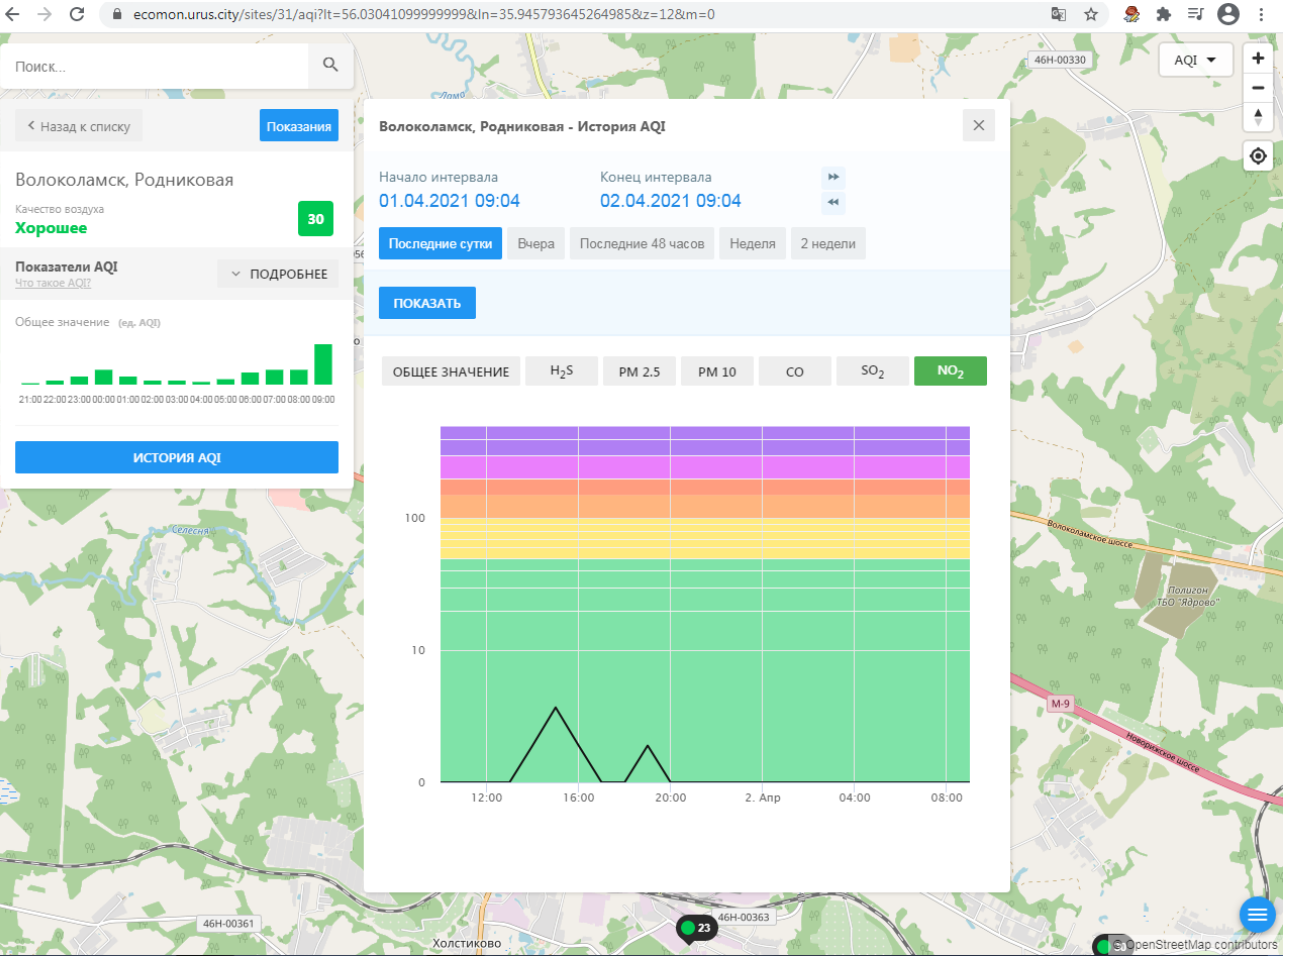 ecomon.urus.city/sites/31/aqi?lt=56.03041099999999&ln=35.945793645264985&z=12&m=0
Поиск...
46Н-00330
AQI
Лама
Назад к списку
Показания
Волоколамск, Родниковая
Качество воздуха
Хорошее
30
Показатели AQI
Что такое AQI?
ПОДРОБНЕЕ
Общее значение (ед. AQI)
21:00 22:00 23:00 00:00 01:00 02:00 03:00 04:00 05:00 06:00 07:00 08:00 09:00
ИСТОРИЯ AQI
Волоколамск, Родниковая - История AQI
Начало интервала
Конец интервала
01.04.2021 09:04
02.04.2021 09:04
Последние сутки
Вчера
Последние 48 часов
Неделя
2 недели
ПОКАЗАТЬ
ОБЩЕЕ ЗНАЧЕНИЕ
H2S
PM 2.5
PM 10
CO
SO2
NO2
100
10
0
12:00
16:00
20:00
2. Апр
04:00
08:00
Селесня
Волоколамское шоссе
Полигон
ТБО "Ядрово"
М-9
Новорижское шоссе
46Н-00361
Холстиково
23
46Н-00363
© OpenStreetMap contributors